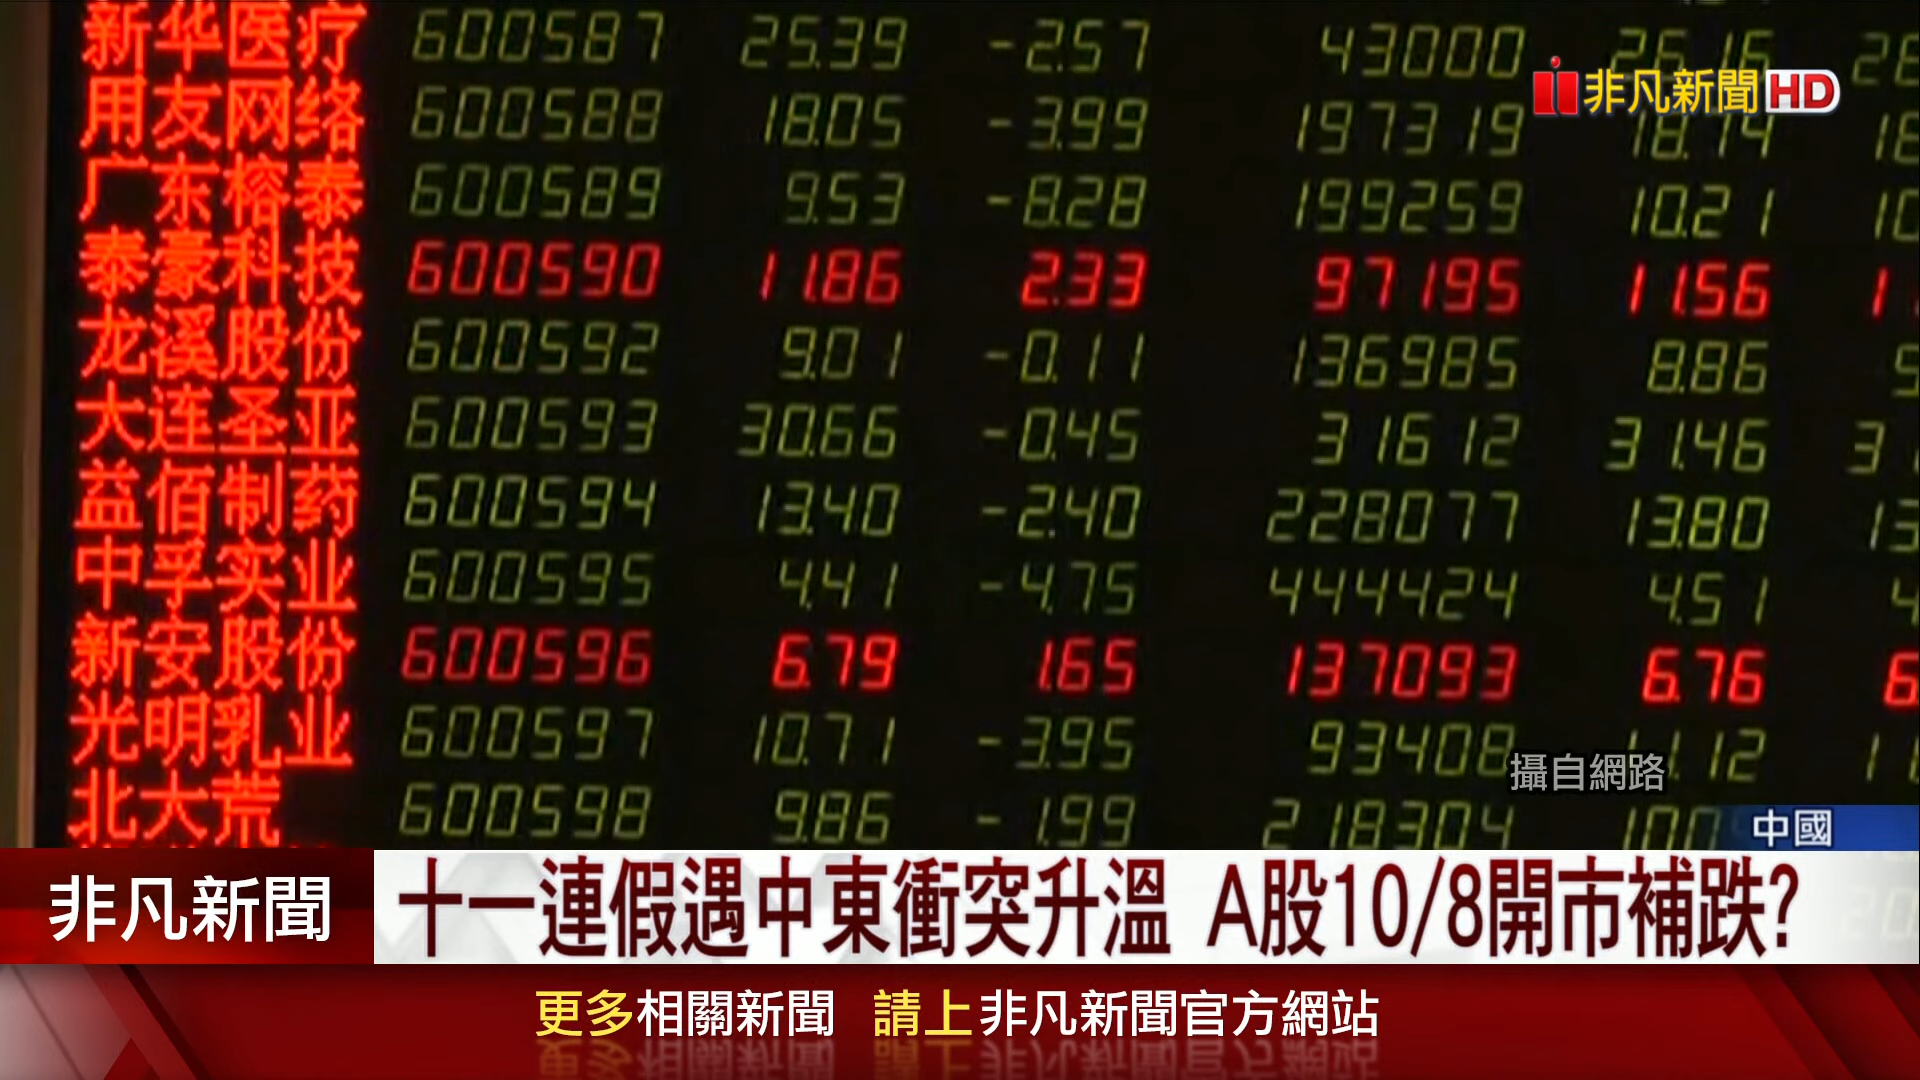 新华医疗 600587 25.39 -2.57 43000 26.16
用友网络 600588 18.05 -3.99 197319 18.14
广东榕泰 600589 9.53 -8.28 199259 10.21
泰豪科技 600590 11.86 2.33 97195 11.56
龙溪股份 600592 9.01 -0.11 136985 8.86
大连圣亚 600593 30.66 -0.45 31612 31.46
益佰制药 600594 13.40 -2.40 228077 13.80
中孚实业 600595 4.41 -4.75 444424 4.51
新安股份 600596 6.79 1.65 137093 6.76
光明乳业 600597 10.71 -3.95 93408 11.12
北大荒 600598 9.86 -1.99 218304
非凡新聞HD
攝自網路
中國
非凡新聞
十一連假遇中東衝突升溫 A股10/8開市補跌?
更多相關新聞 請上非凡新聞官方網站